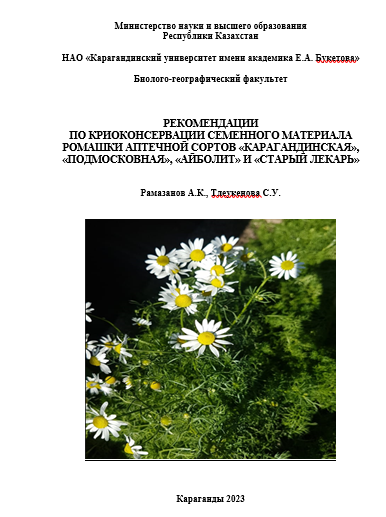 Министерство науки и высшего образования
Республики Казахстан
НАО «Карагандинский университет имени академика Е.А. Букетова»
Биолого-географический факультет
РЕКОМЕНДАЦИИ
ПО КРИОКОНСЕРВАЦИИ СЕМЕННОГО МАТЕРИАЛА
РОМАШКИ АПТЕЧНОЙ СОРТОВ «КАРАГАНДИНСКАЯ»,
«ПОДМОСКОВНАЯ», «АЙБОЛИТ» И «СТАРЫЙ ЛЕКАРЬ»
Рамазанов А.К., Тлеукенова С.У.
Караганды 2023